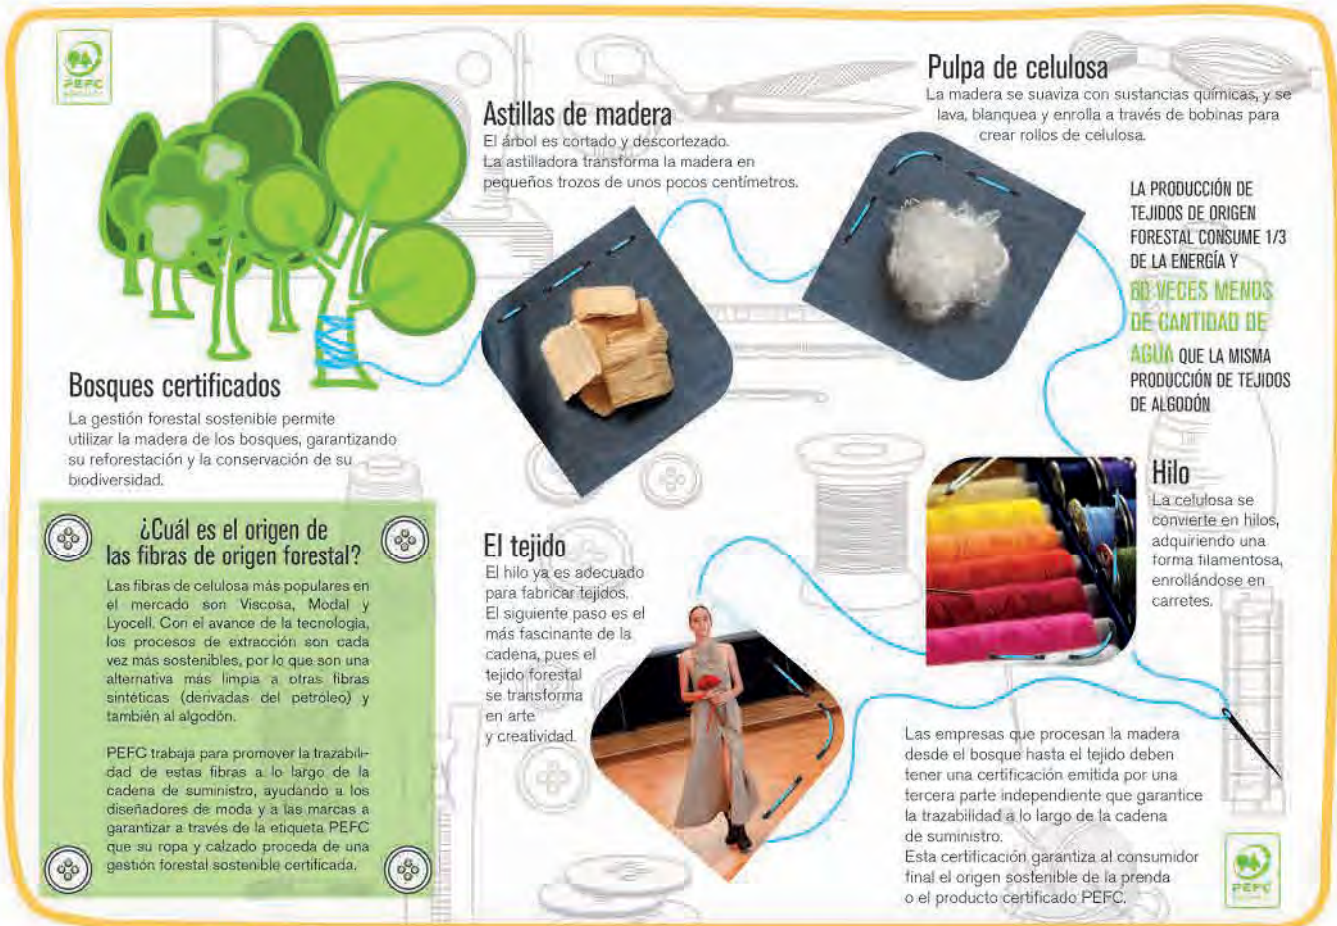 PEFC
Bosques certificados
La gestión forestal sostenible permite
utilizar la madera de los bosques, garantizando
su reforestación y la conservación de su
biodiversidad.
Astillas de madera
El árbol es cortado y descortezado.
La astilladora transforma la madera en
pequeños trozos de unos pocos centímetros.
Pulpa de celulosa
La madera se suaviza con sustancias químicas, y se
lava, blanquea y enrolla a través de bobinas para
crear rollos de celulosa.
LA PRODUCCIÓN DE
TEJIDOS DE ORIGEN
FORESTAL CONSUME 1/3
DE LA ENERGÍA Y
60 VECES MENOS
DE CANTIDAD DE
AGUA QUE LA MISMA
PRODUCCIÓN DE TEJIDOS
DE ALGODÓN
Hilo
La celulosa se
convierte en hilos,
adquiriendo una
forma filamentosa,
enrollándose en
carretes.
El tejido
El hilo ya es adecuado
para fabricar tejidos.
El siguiente paso es el
más fascinante de la
cadena, pues el
tejido forestal
se transforma
en arte
y creatividad.
¿Cuál es el origen de
las fibras de origen forestal?
Las fibras de celulosa más populares en
el mercado son Viscosa, Modal y
Lyocell. Con el avance de la tecnología,
los procesos de extracción son cada
vez más sostenibles, por lo que son una
alternativa más limpia a otras fibras
sintéticas (derivadas del petróleo) y
también al algodón.
PEFC trabaja para promover la trazabili-
dad de estas fibras a lo largo de la
cadena de suministro, ayudando a los
diseñadores de moda y a las marcas a
garantizar a través de la etiqueta PEFC
que su ropa y calzado proceda de una
gestión forestal sostenible certificada.
Las empresas que procesan la madera
desde el bosque hasta el tejido deben
tener una certificación emitida por una
tercera parte independiente que garantice
la trazabilidad a lo largo de la cadena
de suministro.
Esta certificación garantiza al consumidor
final el origen sostenible de la prenda
o el producto certificado PEFC.
PEFC